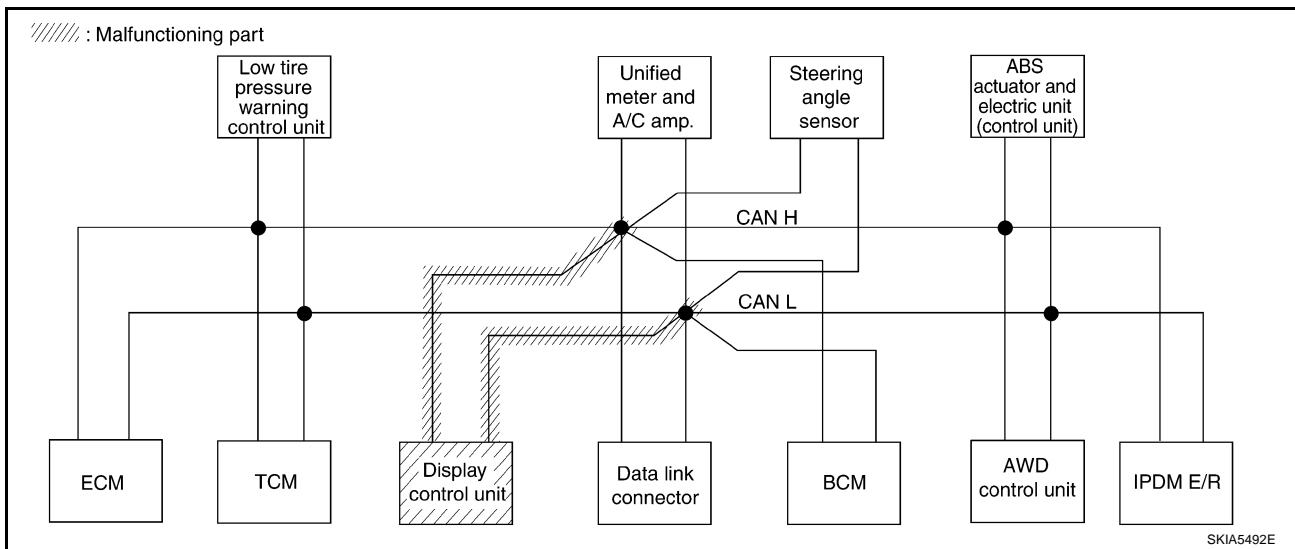 : Malfunctioning part
Low tire
pressure
warning
control unit
Unified
meter and
A/C amp.
Steering
angle
sensor
ABS
actuator and
electric unit
(control unit)
CAN H
CAN L
ECM
TCM
Display
control unit
Data link
connector
BCM
AWD
control unit
IPDM E/R
SKIA5492E